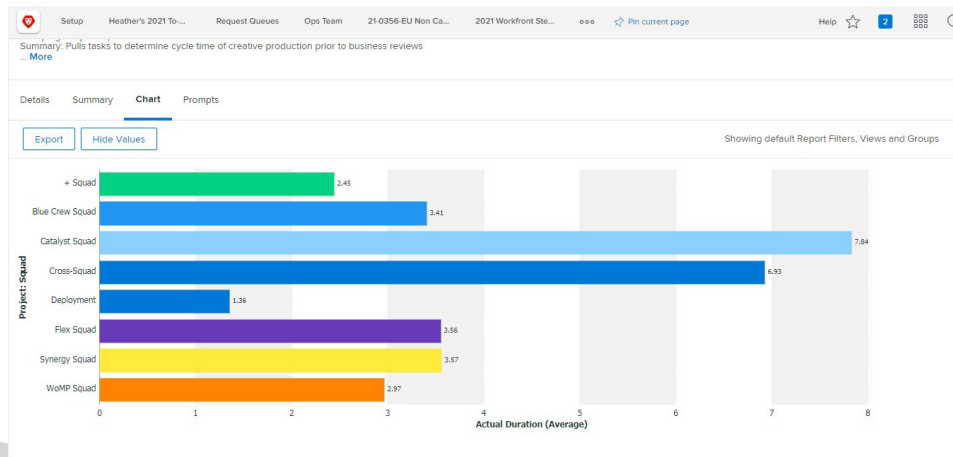 Setup Heather's 2021 To-... Request Queues Ops Team 21-0356-EU Non Ca... 2021 Workfront Ste... Pin current page Help 2
Summary: Pulls tasks to determine cycle time of creative production prior to business reviews
... More
Details Summary Chart Prompts
Export Hide Values Showing default Report Filters, Views and Groups
Project: Squad
+ Squad 2.45
Blue Crew Squad 3.41
Catalyst Squad 7.84
Cross-Squad 6.93
Deployment 1.36
Flex Squad 3.56
Synergy Squad 3.57
WoMP Squad 2.97
0 1 2 3 4 5 6 7 8
Actual Duration (Average)